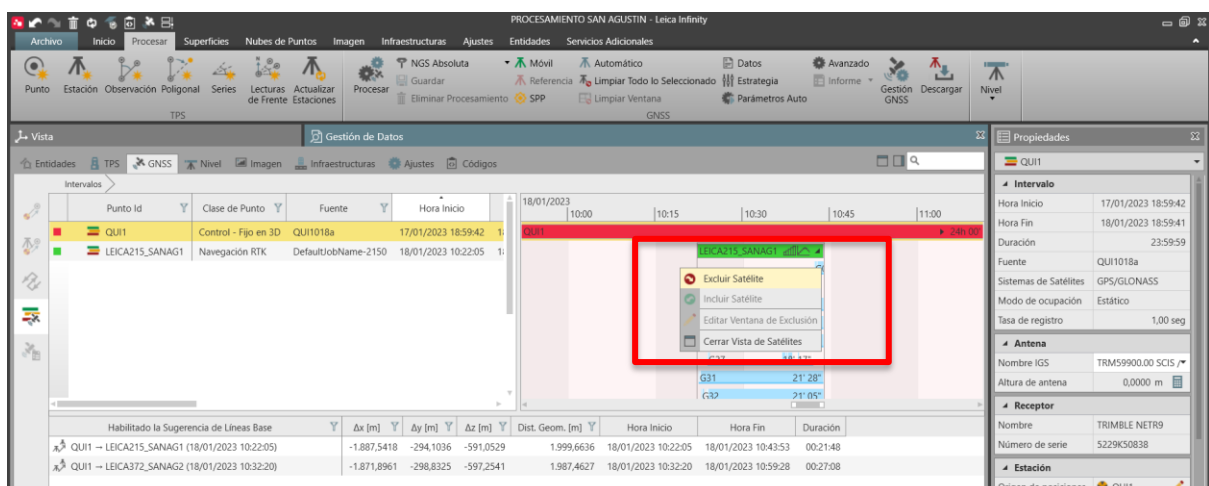 PROCESAMIENTO SAN AGUSTIN - Leica Infinity
Archivo Inicio Procesar Superficies Nubes de Puntos Imagen Infraestructuras Ajustes Entidades Servicios Adicionales
Punto Estación Observación Poligonal Series Lecturas de Frente Actualizar Estaciones Procesar
TPS
NGS Absoluta Móvil Automático Datos Avanzado
Guardar Referencia Limpiar Todo lo Seleccionado Estrategia Informe
Eliminar Procesamiento SPP Limpiar Ventana Parámetros Auto
Gestión GNSS Descargar Nivel
GNSS
Vista Gestión de Datos Propiedades
Entidades TPS GNSS Nivel Imagen Infraestructuras Ajustes Códigos
Intervalos
Punto Id Clase de Punto Fuente Hora Inicio
QUI1 Control - Fijo en 3D QUI1018a 17/01/2023 18:59:42
LEICA215_SANAG1 Navegación RTK DefaultJobName-2150 18/01/2023 10:22:05
18/01/2023
10:00 10:15 10:30 10:45 11:00
QUI1 24h 00'
LEICA215_SANAG1
Excluir Satélite
Incluir Satélite
Editar Ventana de Exclusión
Cerrar Vista de Satélites
G31 21' 28"
G32 21' 05"
Habilitado la Sugerencia de Líneas Base Δx [m] Δy [m] Δz [m] Dist. Geom. [m] Hora Inicio Hora Fin Duración
QUI1 → LEICA215_SANAG1 (18/01/2023 10:22:05) -1.887,5418 -294,1036 -591,0529 1.999,6636 18/01/2023 10:22:05 18/01/2023 10:43:53 00:21:48
QUI1 → LEICA372_SANAG2 (18/01/2023 10:32:20) -1.871,8961 -298,8325 -597,2541 1.987,4627 18/01/2023 10:32:20 18/01/2023 10:59:28 00:27:08
QUI1
Intervalo
Hora Inicio 17/01/2023 18:59:42
Hora Fin 18/01/2023 18:59:41
Duración 23:59:59
Fuente QUI1018a
Sistemas de Satélites GPS/GLONASS
Modo de ocupación Estático
Tasa de registro 1,00 seg
Antena
Nombre IGS TRM59900.00 SCIS /
Altura de antena 0,0000 m
Receptor
Nombre TRIMBLE NETR9
Número de serie 5229K50838
Estación